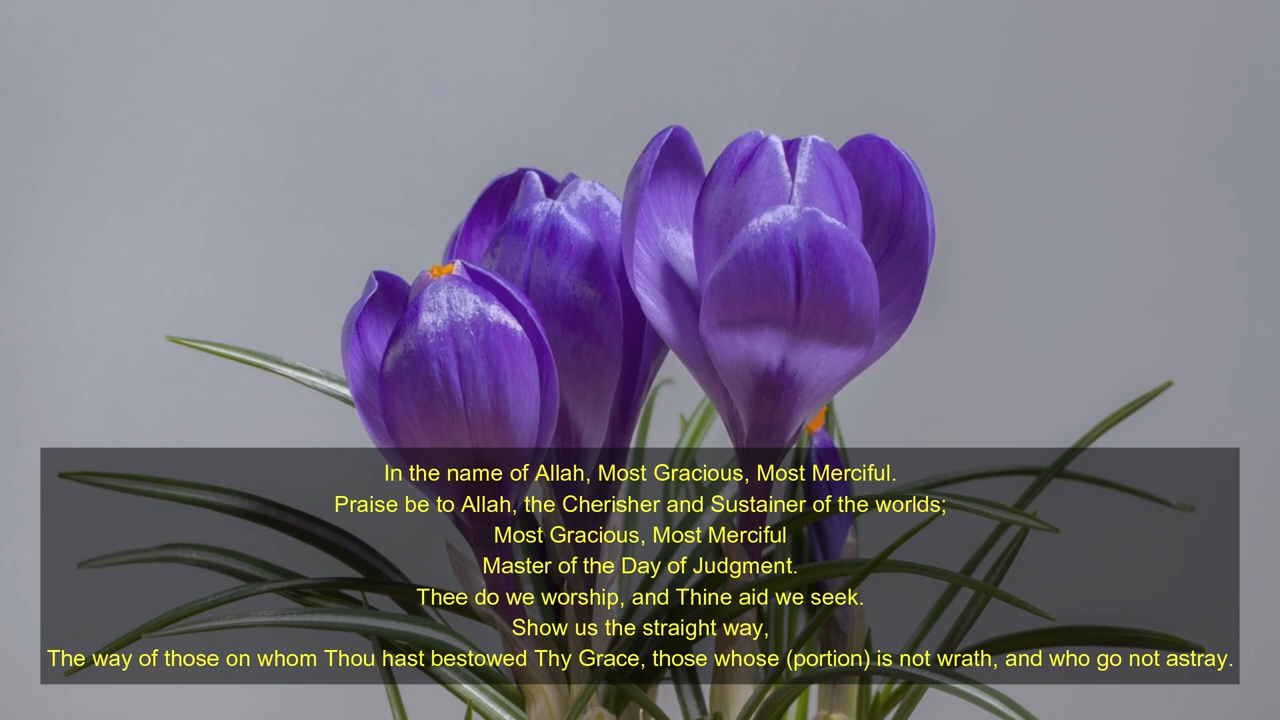 In the name of Allah, Most Gracious, Most Merciful.
Praise be to Allah, the Cherisher and Sustainer of the worlds;
Most Gracious, Most Merciful
Master of the Day of Judgment.
Thee do we worship, and Thine aid we seek.
Show us the straight way,
The way of those on whom Thou hast bestowed Thy Grace, those whose (portion) is not wrath, and who go not astray.